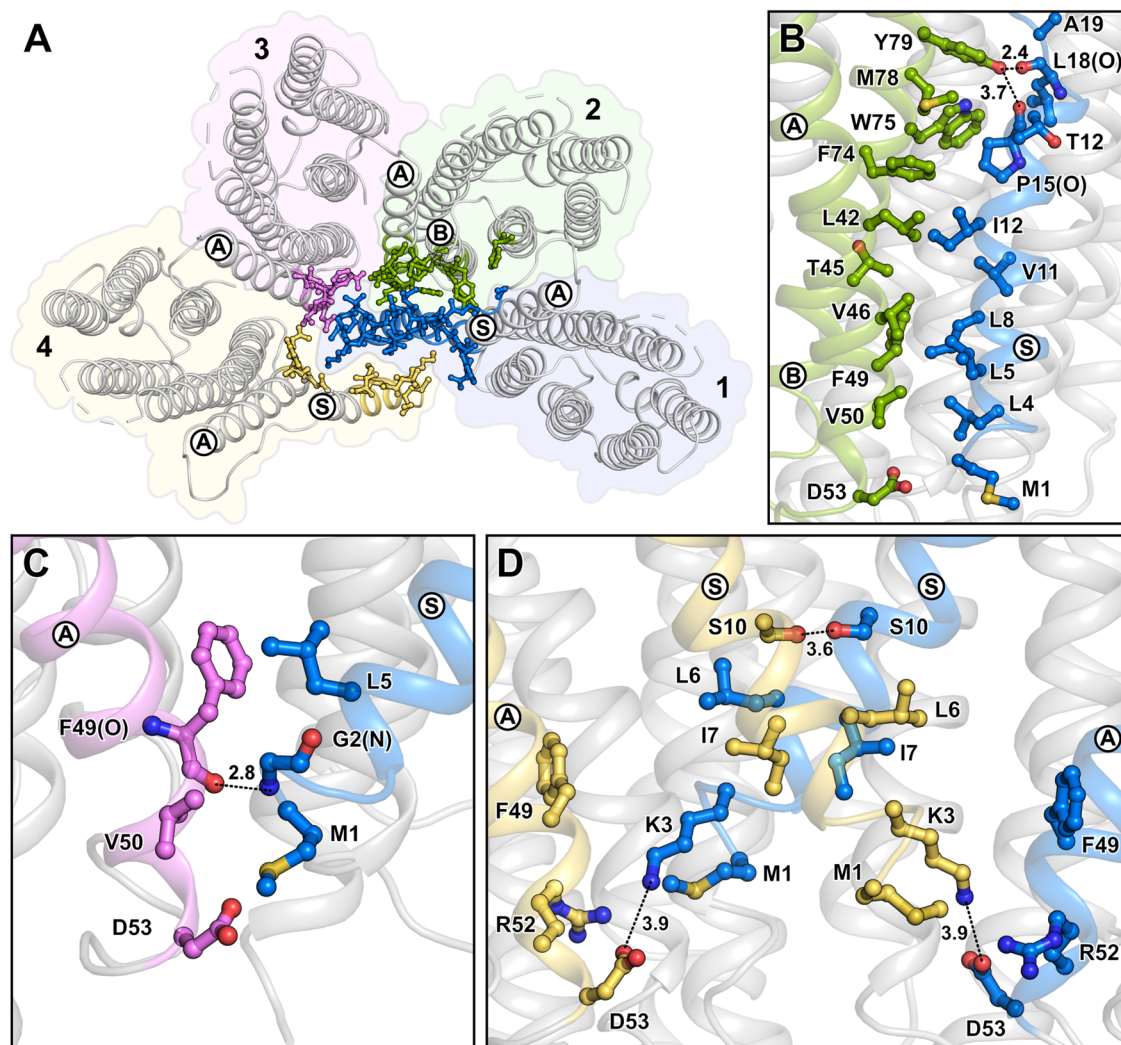 A
3
2
A
B
A
A
S
4
S
1
A
B
A19
Y79
2.4
L18(O)
M78
3.7
A
W75
T12
F74
P15(O)
L42
I12
T45
V11
V46
L8
S
B
F49
L5
V50
L4
D53
M1
C
S
A
L5
F49(O)
G2(N)
2.8
V50
M1
D53
D
S
S
S10
S10
3.6
L6
L6
A
I7
I7
A
F49
K3
K3
F49
M1
M1
R52
3.9
3.9
R52
D53
D53